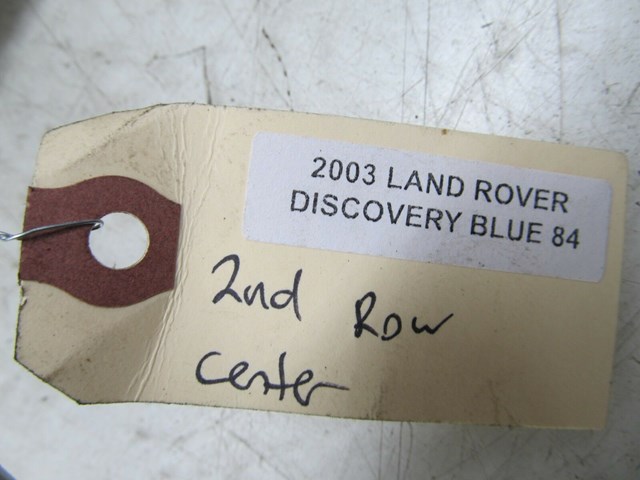 2003 LAND ROVER
DISCOVERY BLUE 84
2nd Row
Center